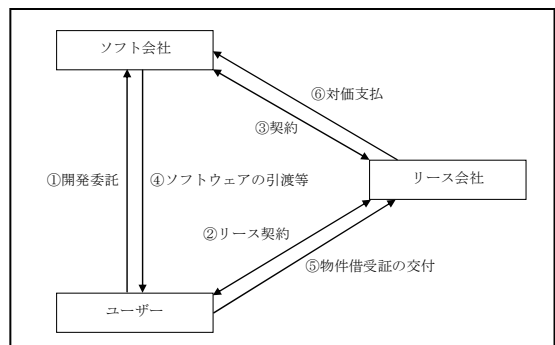 ソフト会社
⑥対価支払
③契約
①開発委託
④ソフトウェアの引渡等
リース会社
②リース契約
⑤物件借受証の交付
ユーザー